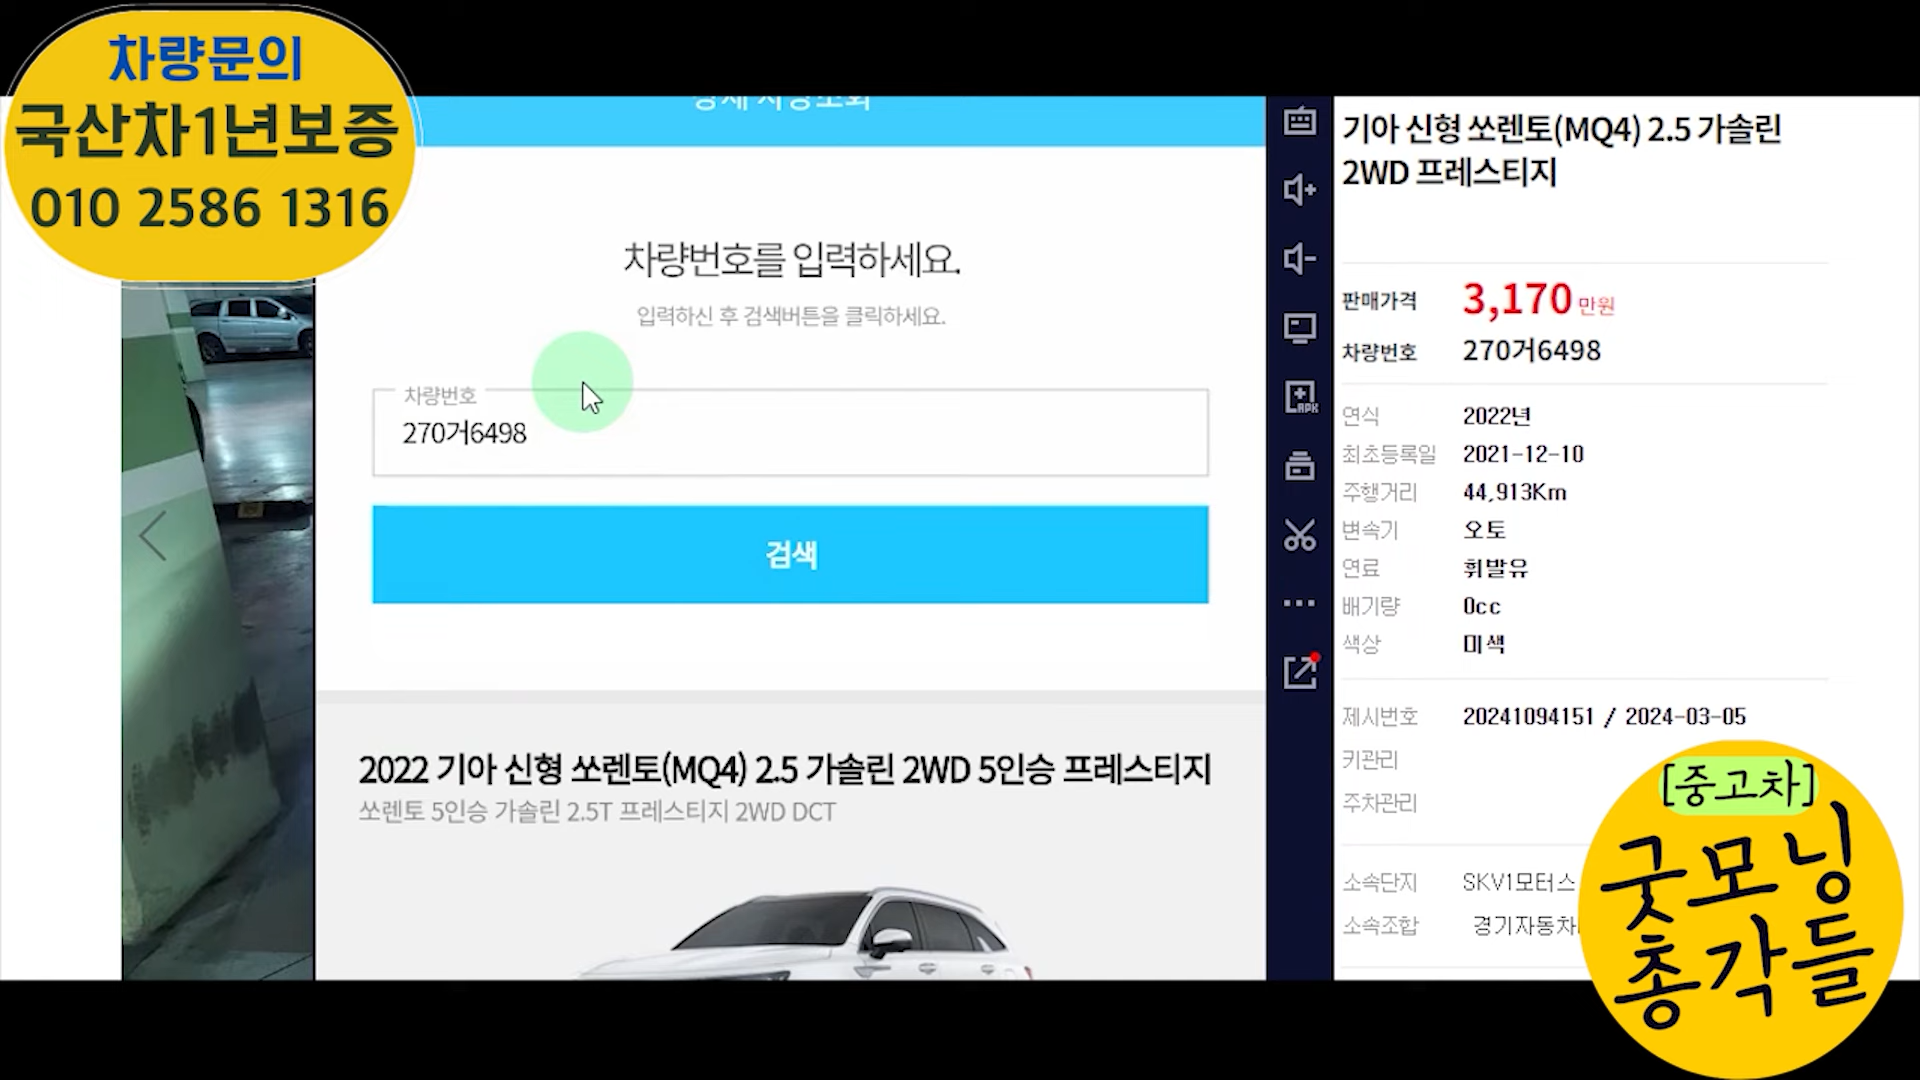 차량문의
국산차1년보증
010 2586 1316
차량번호를 입력하세요.
입력하신 후 검색버튼을 클릭하세요.
차량번호
270거6498
검색
2022 기아 신형 쏘렌토(MQ4) 2.5 가솔린 2WD 5인승 프레스티지
쏘렌토 5인승 가솔린 2.5T 프레스티지 2WD DCT
APK
기아 신형 쏘렌토(MQ4) 2.5 가솔린
2WD 프레스티지
판매가격 3,170 만원
차량번호 270거6498
연식 2022년
최초등록일 2021-12-10
주행거리 44,913Km
변속기 오토
연료 휘발유
배기량 0cc
색상 미색
제시번호 20241094151 / 2024-03-05
키관리
주차관리
소속단지 SKV1모터스
소속조합 경기자동차
[중고차]
굿모닝
총각들